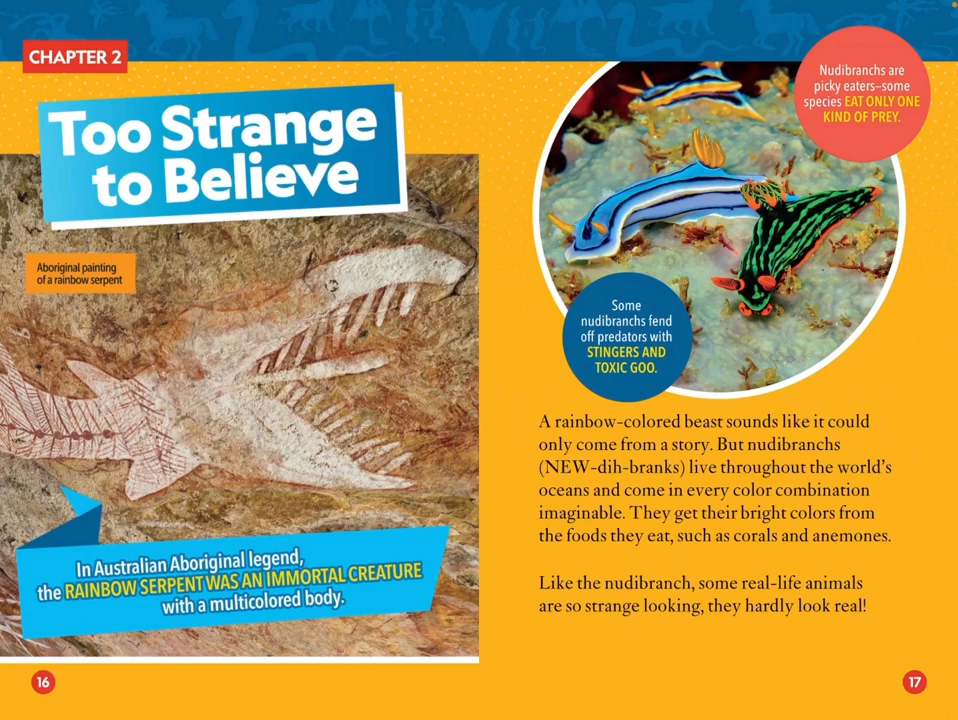 CHAPTER 2
Too Strange
to Believe
Aboriginal painting
of a rainbow serpent
In Australian Aboriginal legend,
the RAINBOW SERPENT WAS AN IMMORTAL CREATURE
with a multicolored body.
16
Nudibranchs are
picky eaters—some
species EAT ONLY ONE
KIND OF PREY.
Some
nudibranchs fend
off predators with
STINGERS AND
TOXIC GOO.
A rainbow-colored beast sounds like it could
only come from a story. But nudibranchs
(NEW-dih-branks) live throughout the world's
oceans and come in every color combination
imaginable. They get their bright colors from
the foods they eat, such as corals and anemones.
Like the nudibranch, some real-life animals
are so strange looking, they hardly look real!
17